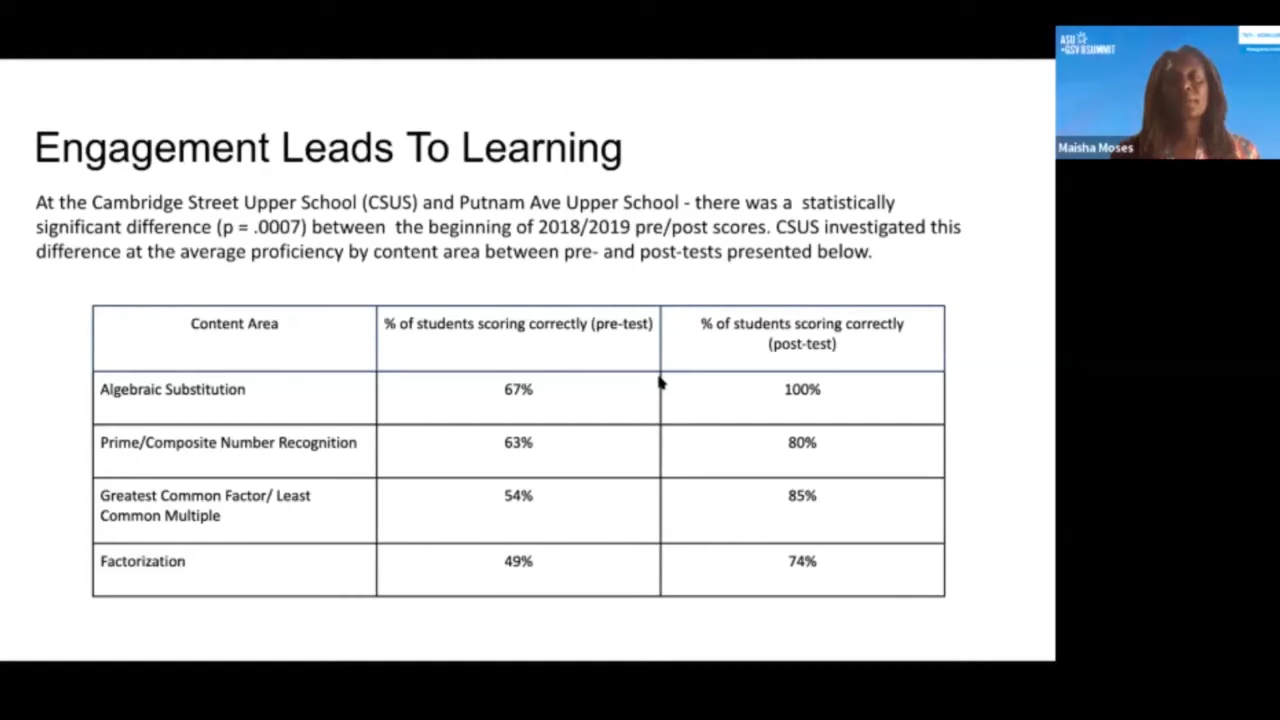 Engagement Leads To Learning
At the Cambridge Street Upper School (CSUS) and Putnam Ave Upper School - there was a statistically
significant difference (p = .0007) between the beginning of 2018/2019 pre/post scores. CSUS investigated this
difference at the average proficiency by content area between pre- and post-tests presented below.
Content Area
% of students scoring correctly (pre-test)
% of students scoring correctly
(post-test)
Algebraic Substitution
67%
100%
Prime/Composite Number Recognition
63%
80%
Greatest Common Factor/ Least
Common Multiple
54%
85%
Factorization
49%
74%
ASU
+GSV SUMMIT
Maisha Moses